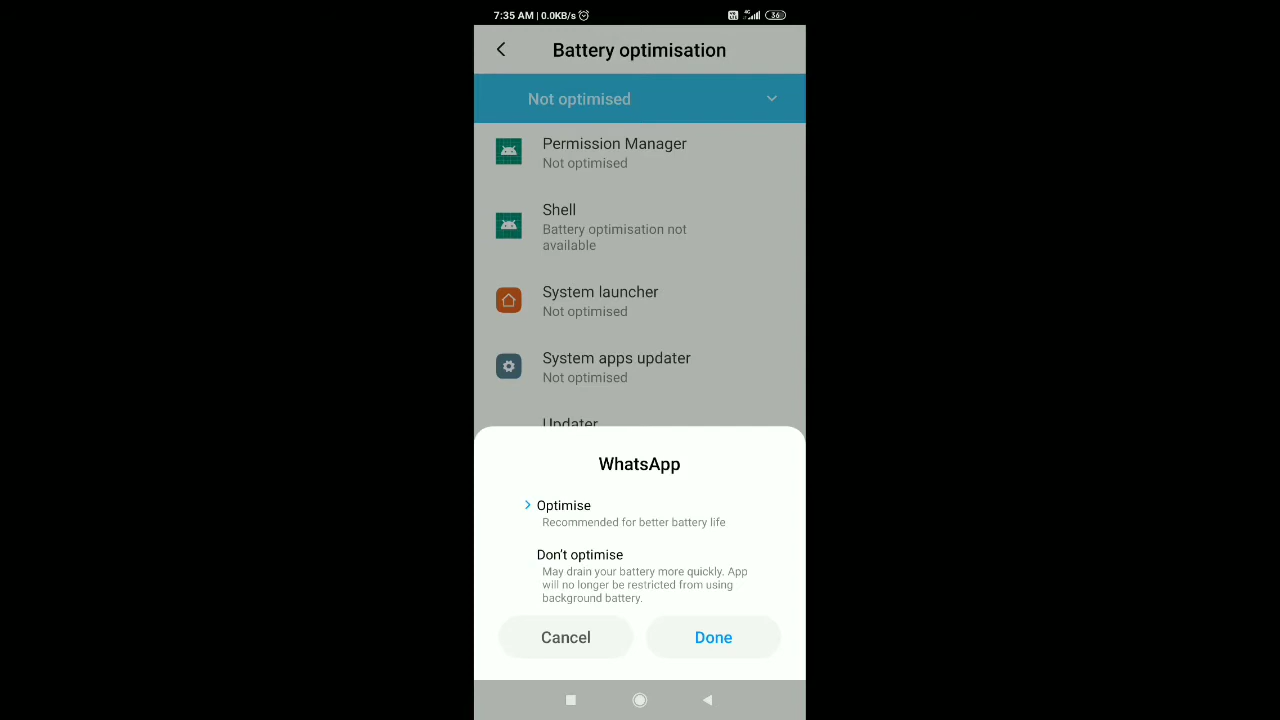 7:35 AM | 0.0KB/s
4G 36
Battery optimisation
Not optimised
Permission Manager
Not optimised
Shell
Battery optimisation not
available
System launcher
Not optimised
System apps updater
Not optimised
Updater
WhatsApp
Optimise
Recommended for better battery life
Don't optimise
May drain your battery more quickly. App
will no longer be restricted from using
background battery.
Cancel
Done